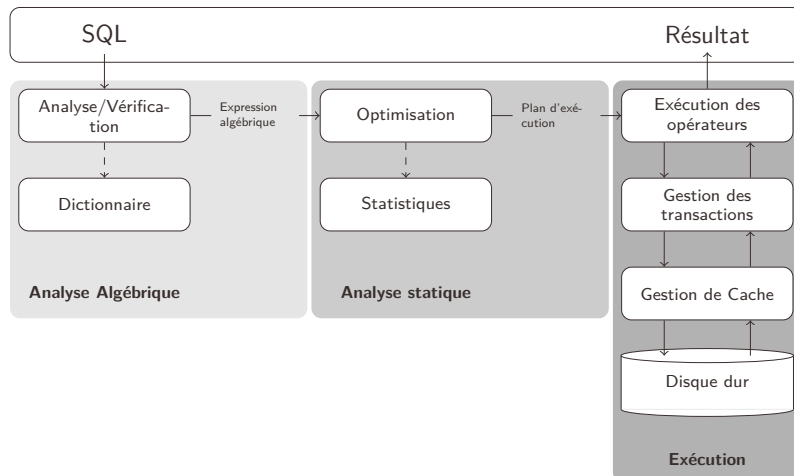 SQL
Résultat
Analyse/Vérifica-
tion
Expression
algébrique
Optimisation
Plan d'exé-
cution
Exécution des
opérateurs
Dictionnaire
Statistiques
Gestion des
transactions
Analyse Algébrique
Analyse statique
Gestion de Cache
Disque dur
Exécution